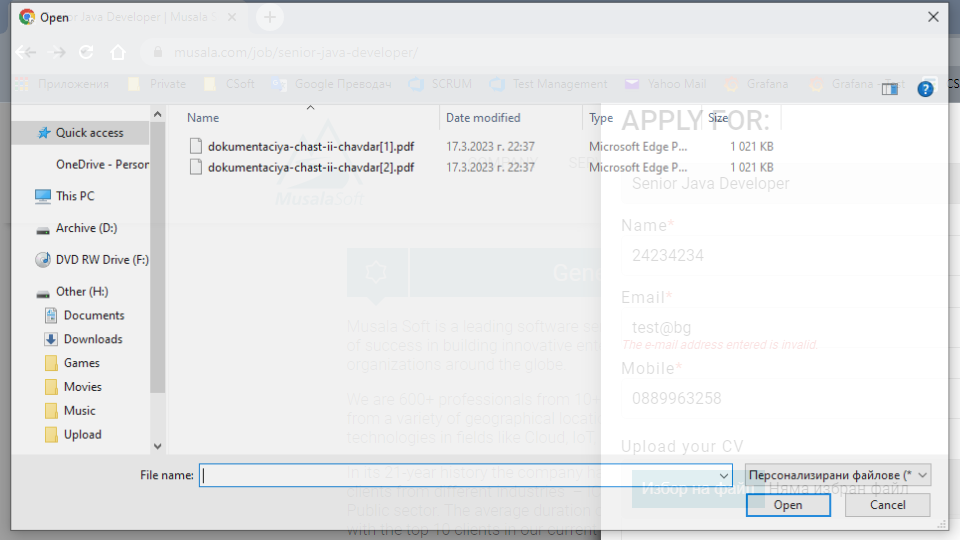 Open
Senior Java Developer | Musala S
musala.com/job/senior-java-developer/
Приложения Private CSoft Google Преводач SCRUM Test Management Yahoo Mail Grafana Grafana - Test CS
Name Date modified Type Size
dokumentaciya-chast-ii-chavdar[1].pdf 17.3.2023 г. 22:37 Microsoft Edge P... 1 021 KB
dokumentaciya-chast-ii-chavdar[2].pdf 17.3.2023 г. 22:37 Microsoft Edge P... 1 021 KB
Quick access
OneDrive - Person
This PC
Archive (D:)
DVD RW Drive (F:)
Other (H:)
Documents
Downloads
Games
Movies
Music
Upload
MusalaSoft
Musala Soft is a leading software se
of success in building innovative ent
organizations around the globe.
We are 600+ professionals from 10+
from a variety of geographical locati
technologies in fields like Cloud, IoT
In its 21-year history the company
clients from different industries
Public sector. The average duration
with the top 10 clients in our current
APPLY FOR:
Senior Java Developer
Name*
24234234
Email*
test@bg
The e-mail address entered is invalid.
Mobile*
0889963258
Upload your CV
Избор на файл Няма избран файл
File name:
Персонализирани файлове (*
Open
Cancel